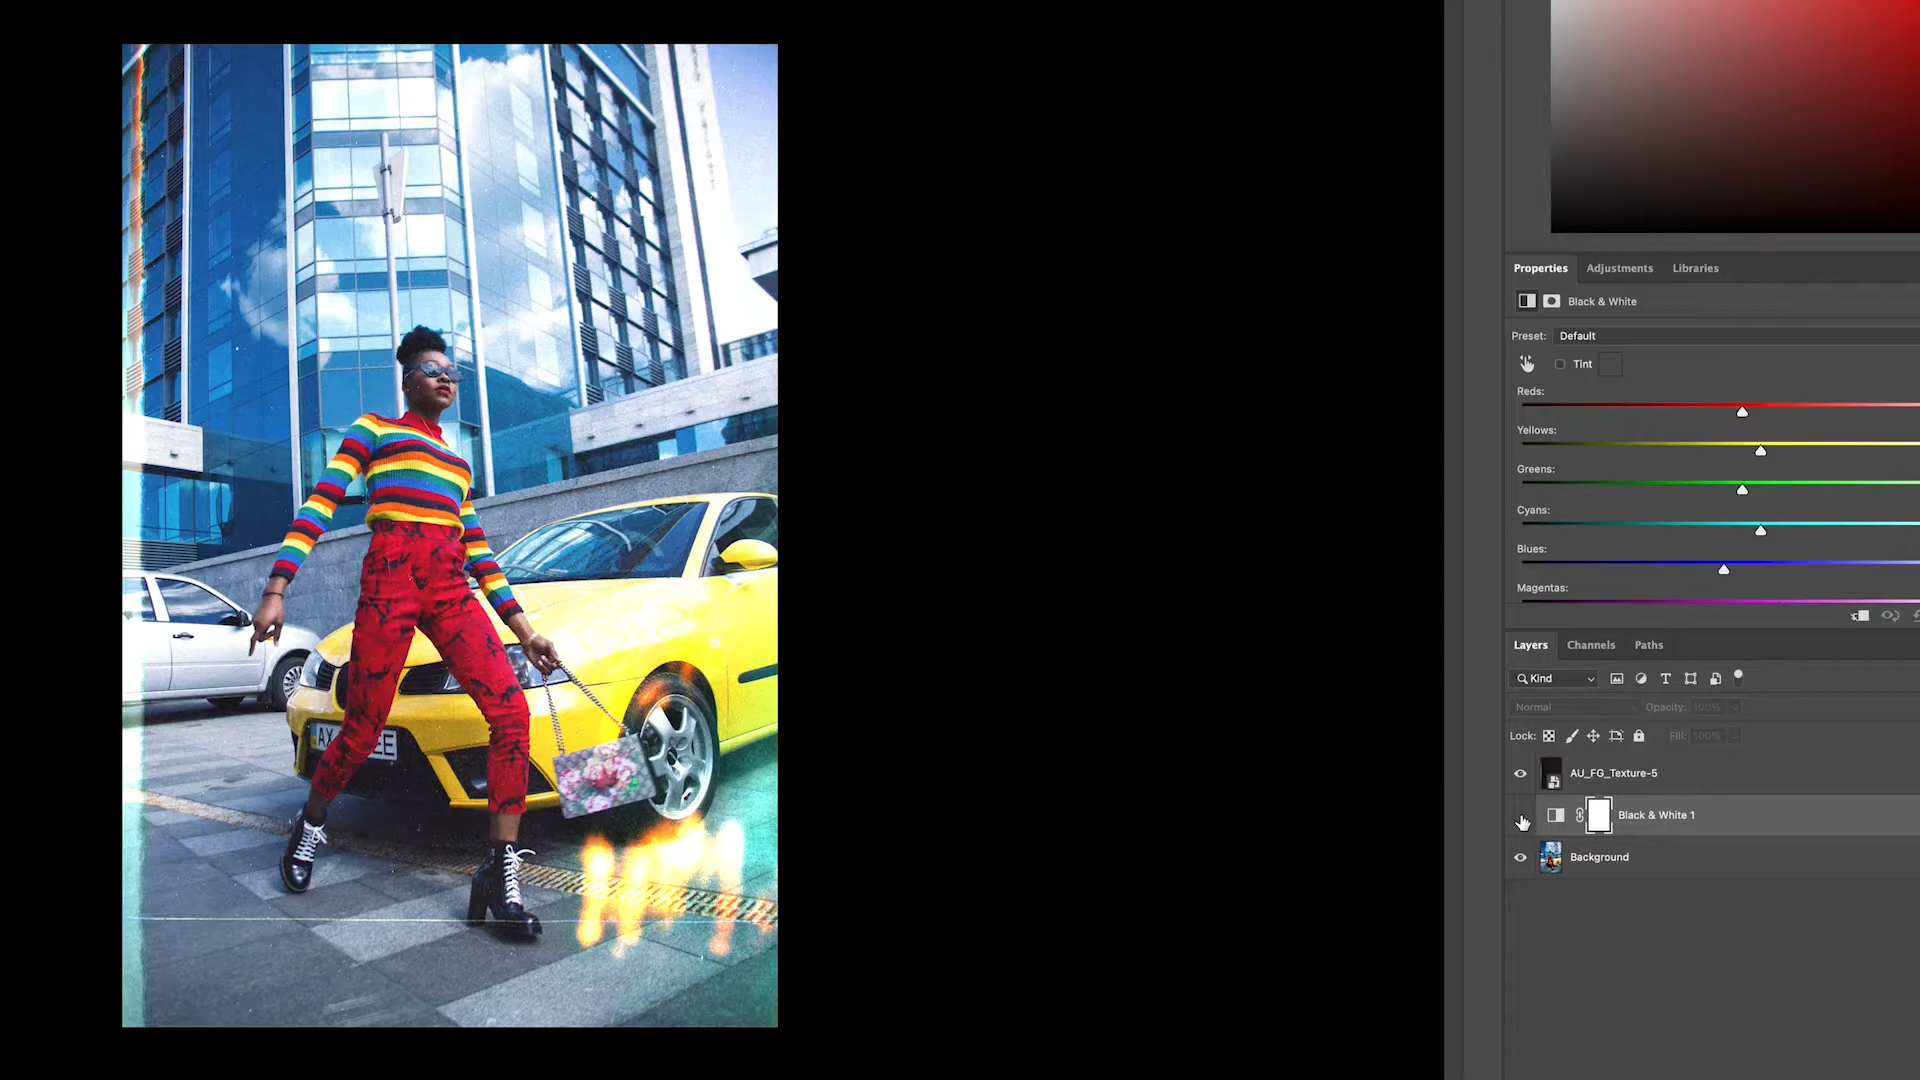 Properties Adjustments Libraries
Black & White
Preset: Default
Tint
Reds:
Yellows:
Greens:
Cyans:
Blues:
Magentas:
Layers Channels Paths
Kind
Normal Opacity: 100%
Lock: Fill: 100%
AU_FG_Texture-5
Black & White 1
Background